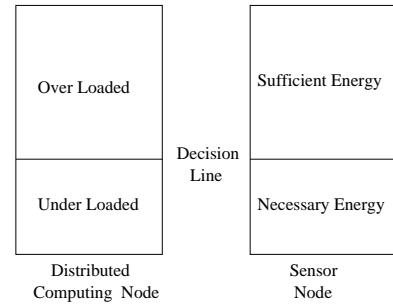 Over Loaded
Sufficient Energy
Decision
Line
Under Loaded
Necessary Energy
Distributed
Computing Node
Sensor
Node